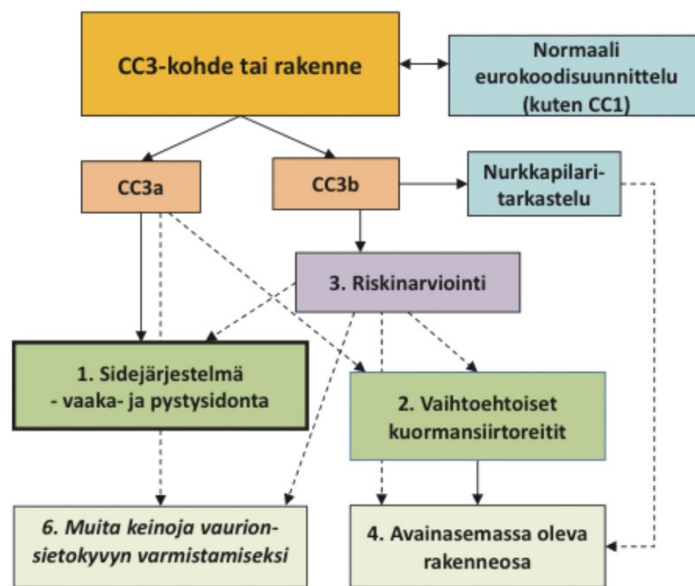 CC3-kohde tai rakenne
Normaali
eurokoodisuunnittelu
(kuten CC1)
CC3a
CC3b
Nurkkapilari-
tarkastelu
3. Riskinarviointi
1. Sidejärjestelmä
- vaaka- ja pystysidonta
2. Vaihtoehtoiset
kuormansiirtoreitit
6. Muita keinoja vaurion-
sietokyvyn varmistamiseksi
4. Avainasemassa oleva
rakenneosa